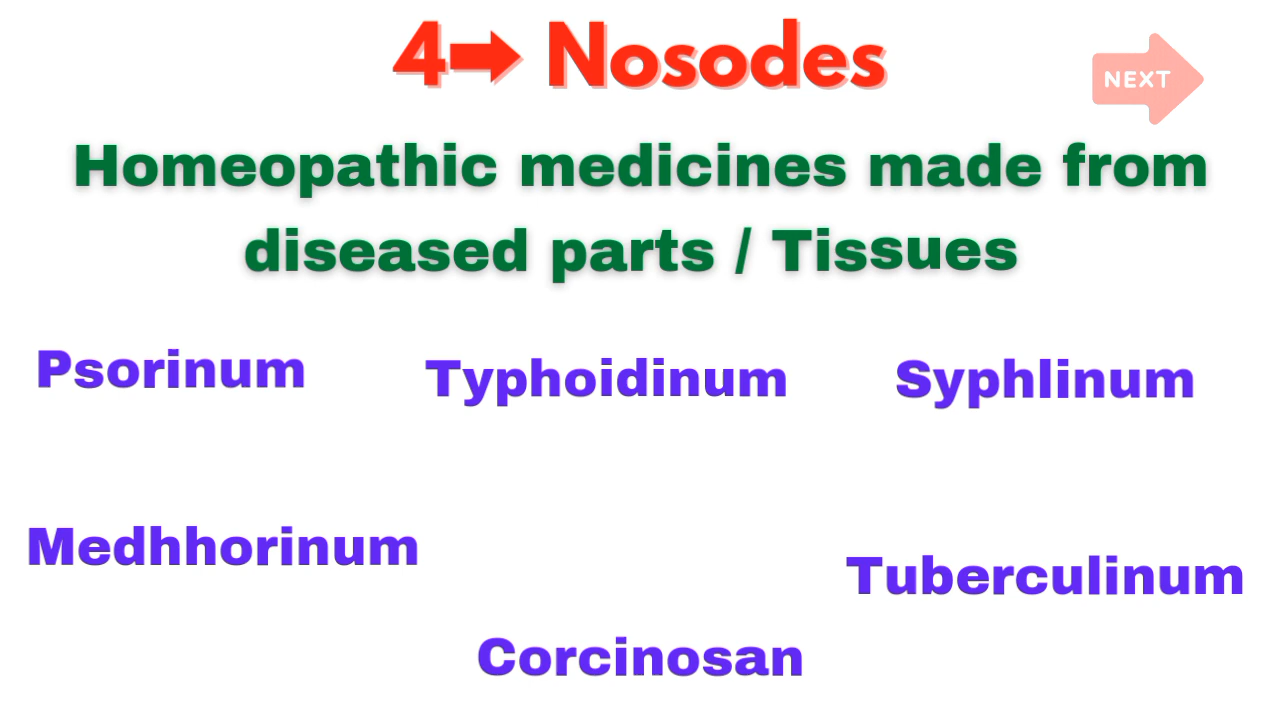 4➡ Nosodes
NEXT
Homeopathic medicines made from
diseased parts / Tissues
Psorinum
Typhoidinum
Syphlinum
Medhhorinum
Tuberculinum
Corcinosan